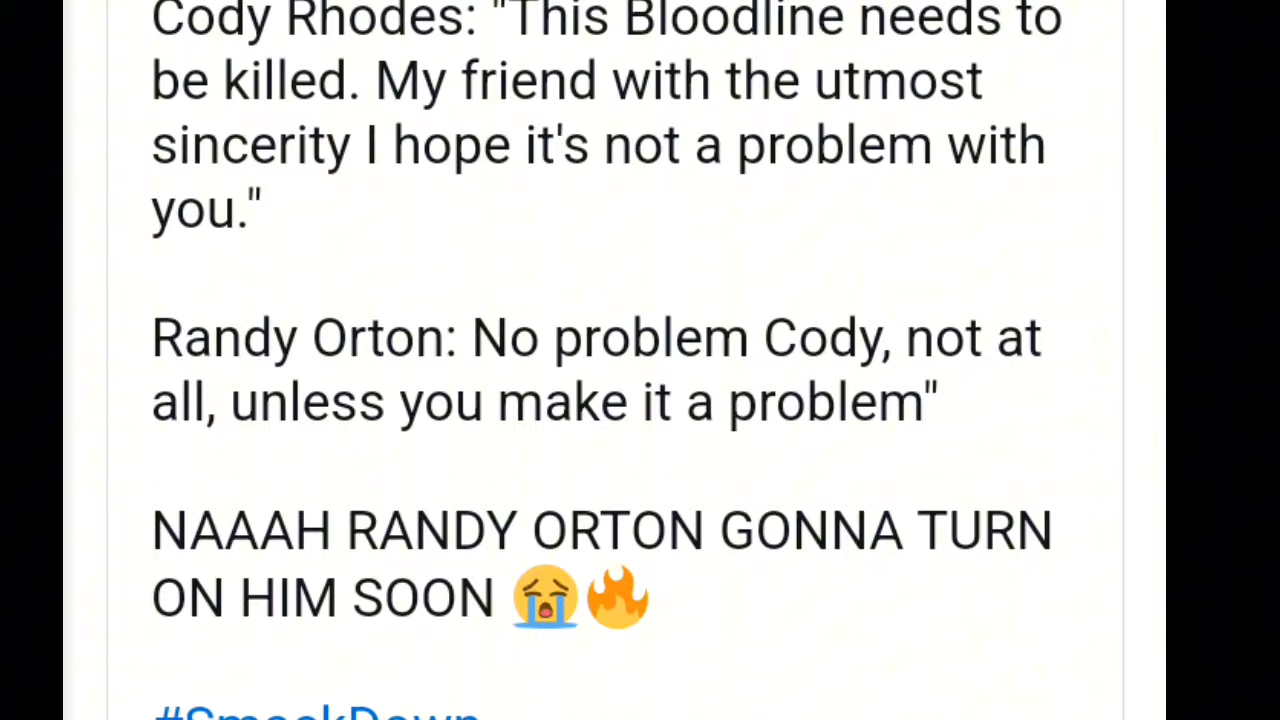 Cody Rhodes: "This Bloodline needs to
be killed. My friend with the utmost
sincerity I hope it's not a problem with
you."
Randy Orton: No problem Cody, not at
all, unless you make it a problem"
NAAAH RANDY ORTON GONNA TURN
ON HIM SOON 😭🔥
#SmackDown